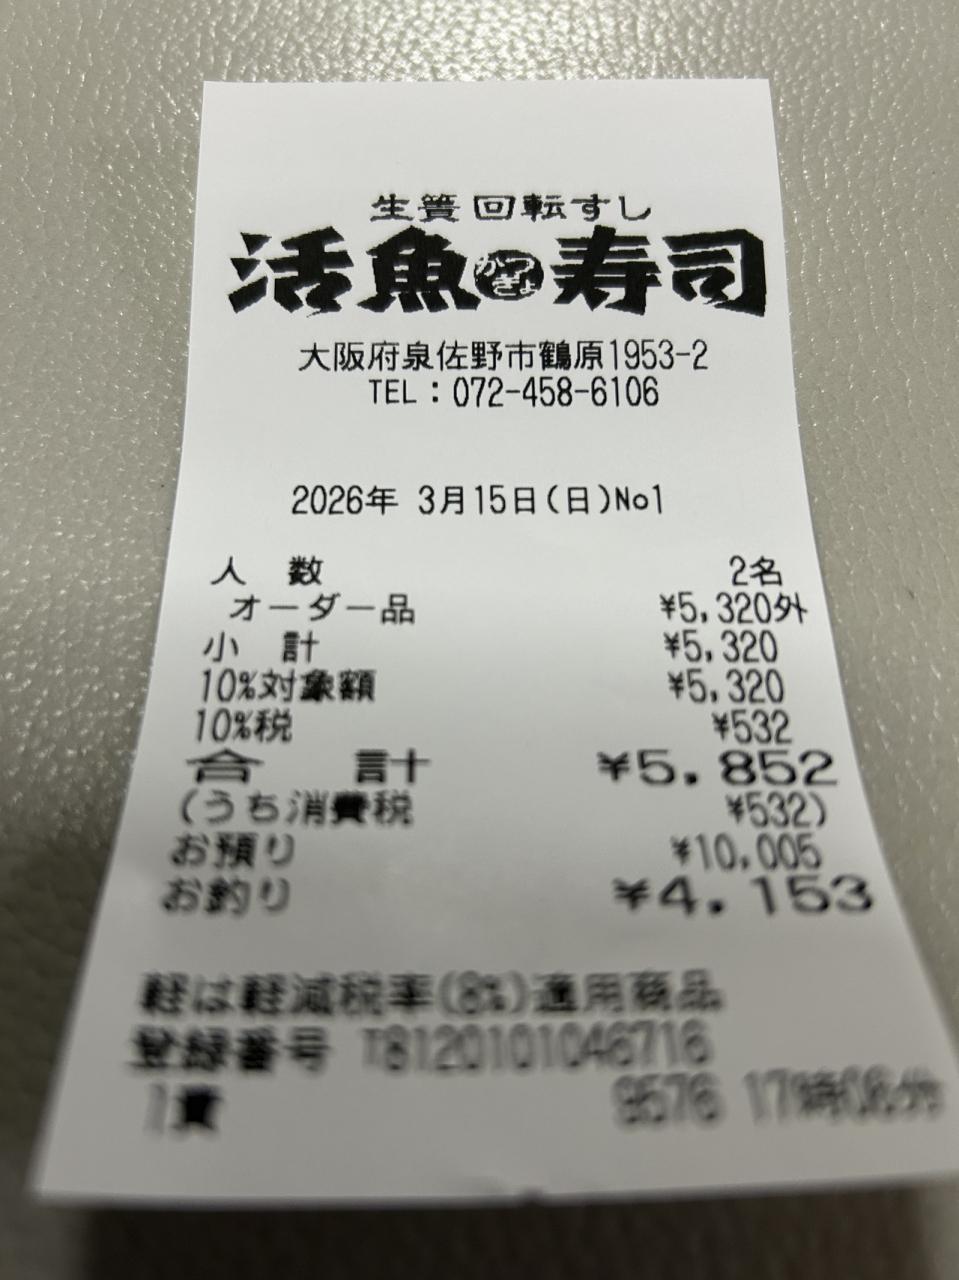 生簀回転すし
活魚かつぎょ寿司
大阪府泉佐野市鶴原1953-2
TEL：072-458-6106
2026年 3月15日(日)No1
人 数 2名
オーダー品 ¥5,320外
小 計 ¥5,320
10%対象額 ¥5,320
10%税 ¥532
合 計 ¥5,852
(うち消費税 ¥532)
お預り ¥10,005
お釣り ¥4,153
軽は軽減税率(8%)適用商品
登録番号 T8120101046716
1責 9576 17時06分